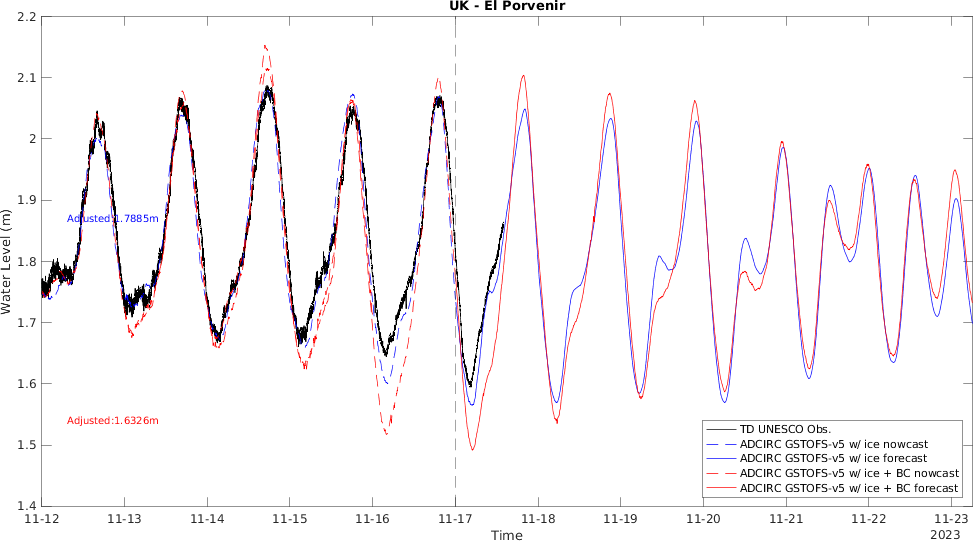 UK - El Porvenir
2.2
2.1
2
1.9
1.8
1.7
1.6
1.5
1.4
Water Level (m)
Adjusted:1.7885m
Adjusted:1.6326m
TD UNESCO Obs.
ADCIRC GSTOFS-v5 w/ ice nowcast
ADCIRC GSTOFS-v5 w/ ice forecast
ADCIRC GSTOFS-v5 w/ ice + BC nowcast
ADCIRC GSTOFS-v5 w/ ice + BC forecast
11-12 11-13 11-14 11-15 11-16 11-17 11-18 11-19 11-20 11-21 11-22 11-23
2023
Time